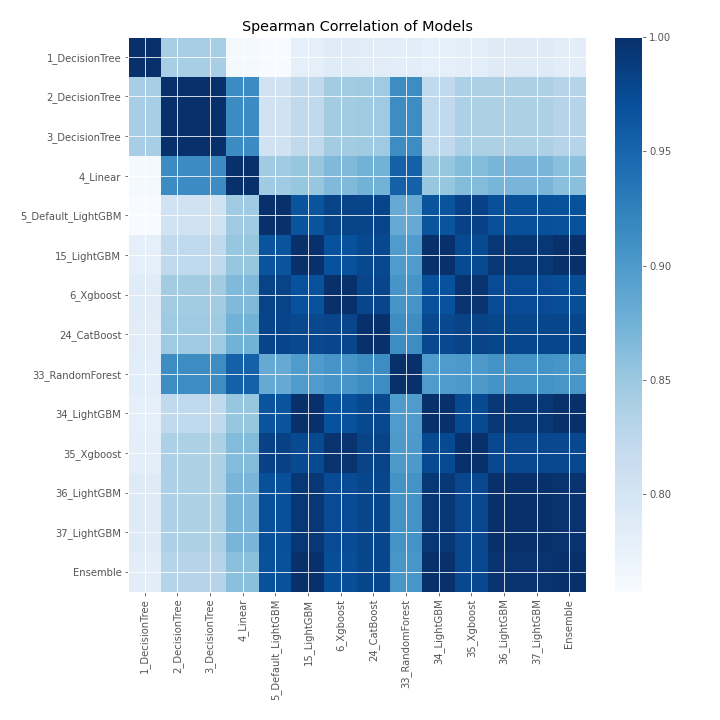 Spearman Correlation of Models
1_DecisionTree
2_DecisionTree
3_DecisionTree
4_Linear
5_Default_LightGBM
15_LightGBM
6_Xgboost
24_CatBoost
33_RandomForest
34_LightGBM
35_Xgboost
36_LightGBM
37_LightGBM
Ensemble
1_DecisionTree
2_DecisionTree
3_DecisionTree
4_Linear
5_Default_LightGBM
15_LightGBM
6_Xgboost
24_CatBoost
33_RandomForest
34_LightGBM
35_Xgboost
36_LightGBM
37_LightGBM
Ensemble
1.00
0.95
0.90
0.85
0.80